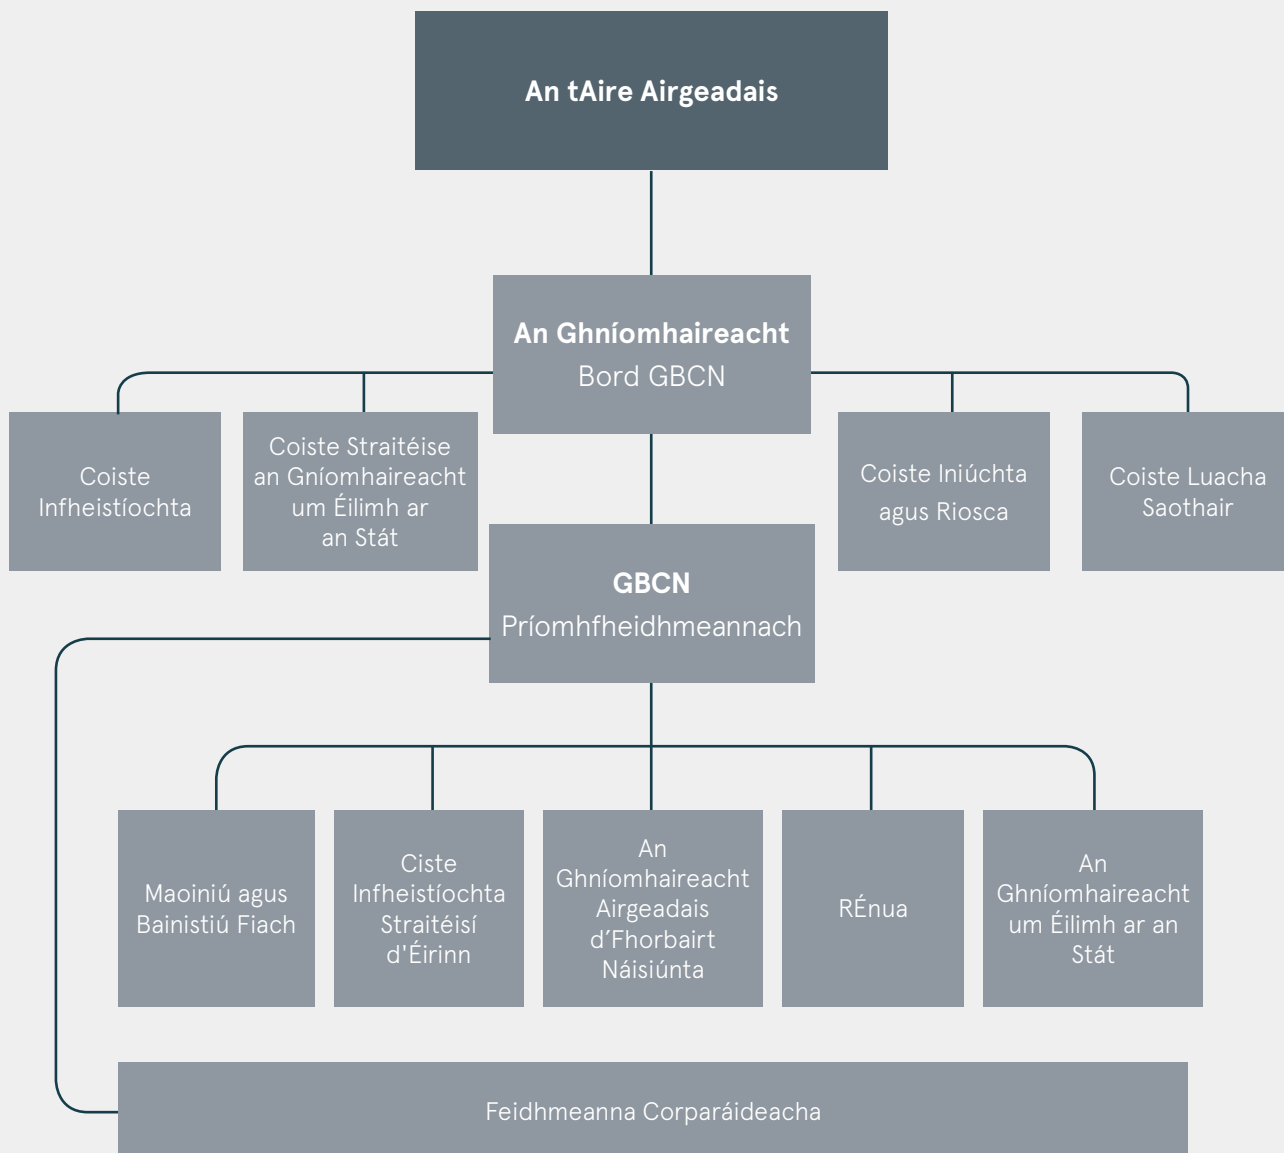 An tAire Airgeadais
An Ghníomhaireacht
Bord GBCN
Coiste
Infheistíochta
Coiste Straitéise
an Gníomhaireacht
um Éilimh ar
an Stát
Coiste Iniúchta
agus Riosca
Coiste Luacha
Saothair
GBCN
Príomhfheidhmeannach
Maoiniú agus
Bainistiú Fiach
Ciste
Infheistíochta
Straitéisí
d'Éirinn
An
Ghníomhaireacht
Airgeadais
d’Fhorbairt
Náisiúnta
RÉnua
An
Ghníomhaireacht
um Éilimh ar an
Stát
Feidhmeanna Corparáideacha